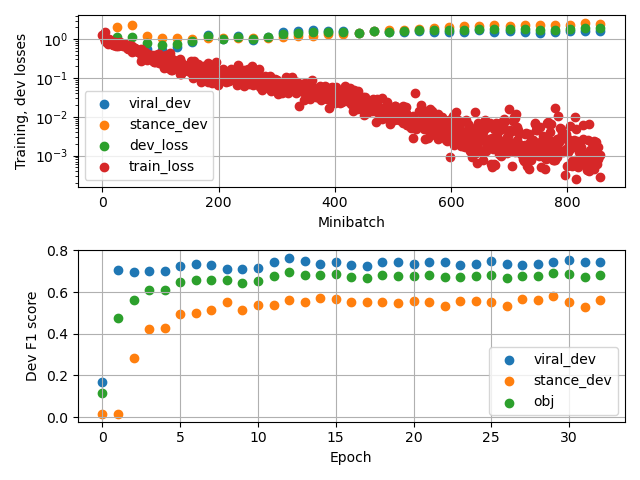 10⁰
10⁻¹
10⁻²
10⁻³
Training, dev losses
viral_dev
stance_dev
dev_loss
train_loss
0 200 400 600 800
Minibatch
0.8
0.6
0.4
0.2
0.0
Dev F1 score
viral_dev
stance_dev
obj
0 5 10 15 20 25 30
Epoch